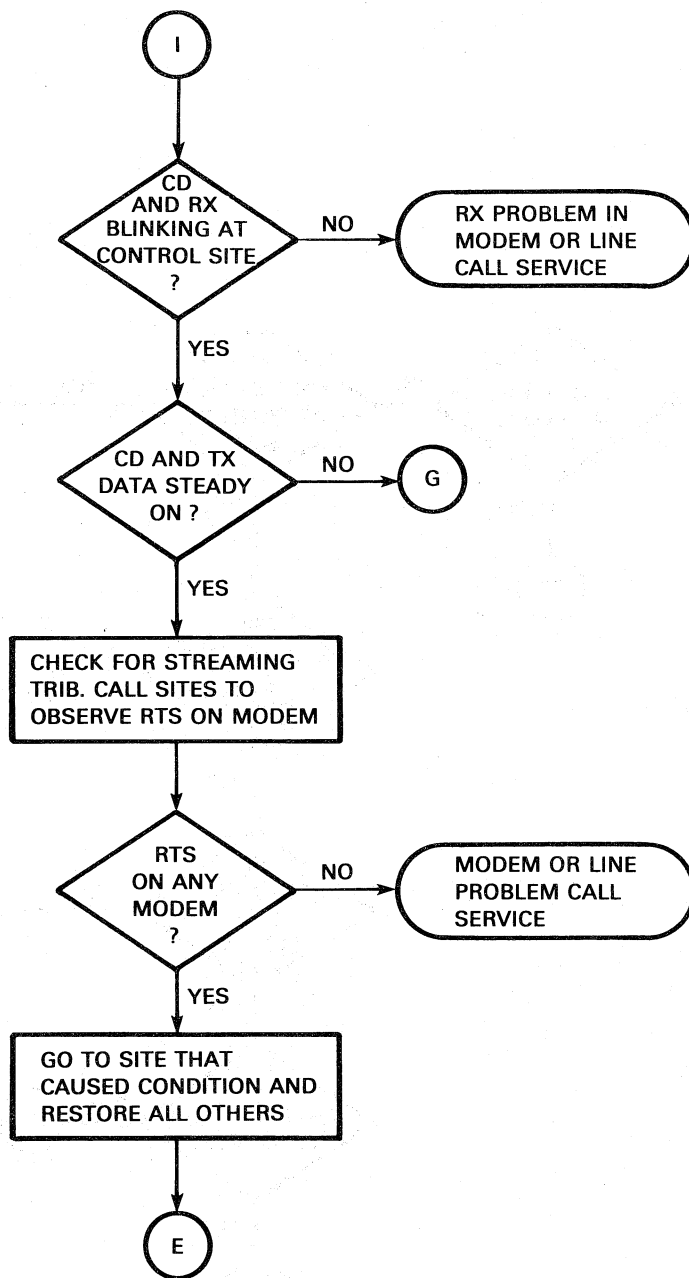 I
CD
AND RX
BLINKING AT
CONTROL SITE
?
NO
RX PROBLEM IN
MODEM OR LINE
CALL SERVICE
YES
CD AND TX
DATA STEADY
ON ?
NO
G
YES
CHECK FOR STREAMING
TRIB. CALL SITES TO
OBSERVE RTS ON MODEM
RTS
ON ANY
MODEM
?
NO
MODEM OR LINE
PROBLEM CALL
SERVICE
YES
GO TO SITE THAT
CAUSED CONDITION AND
RESTORE ALL OTHERS
E